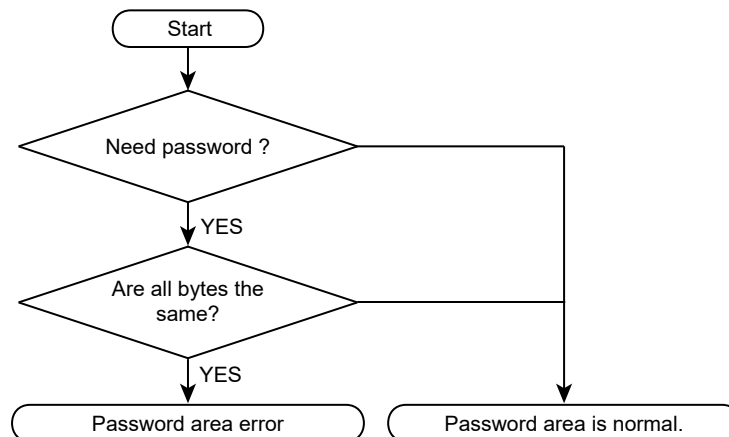 Start
Need password ?
YES
Are all bytes the
same?
YES
Password area error
Password area is normal.